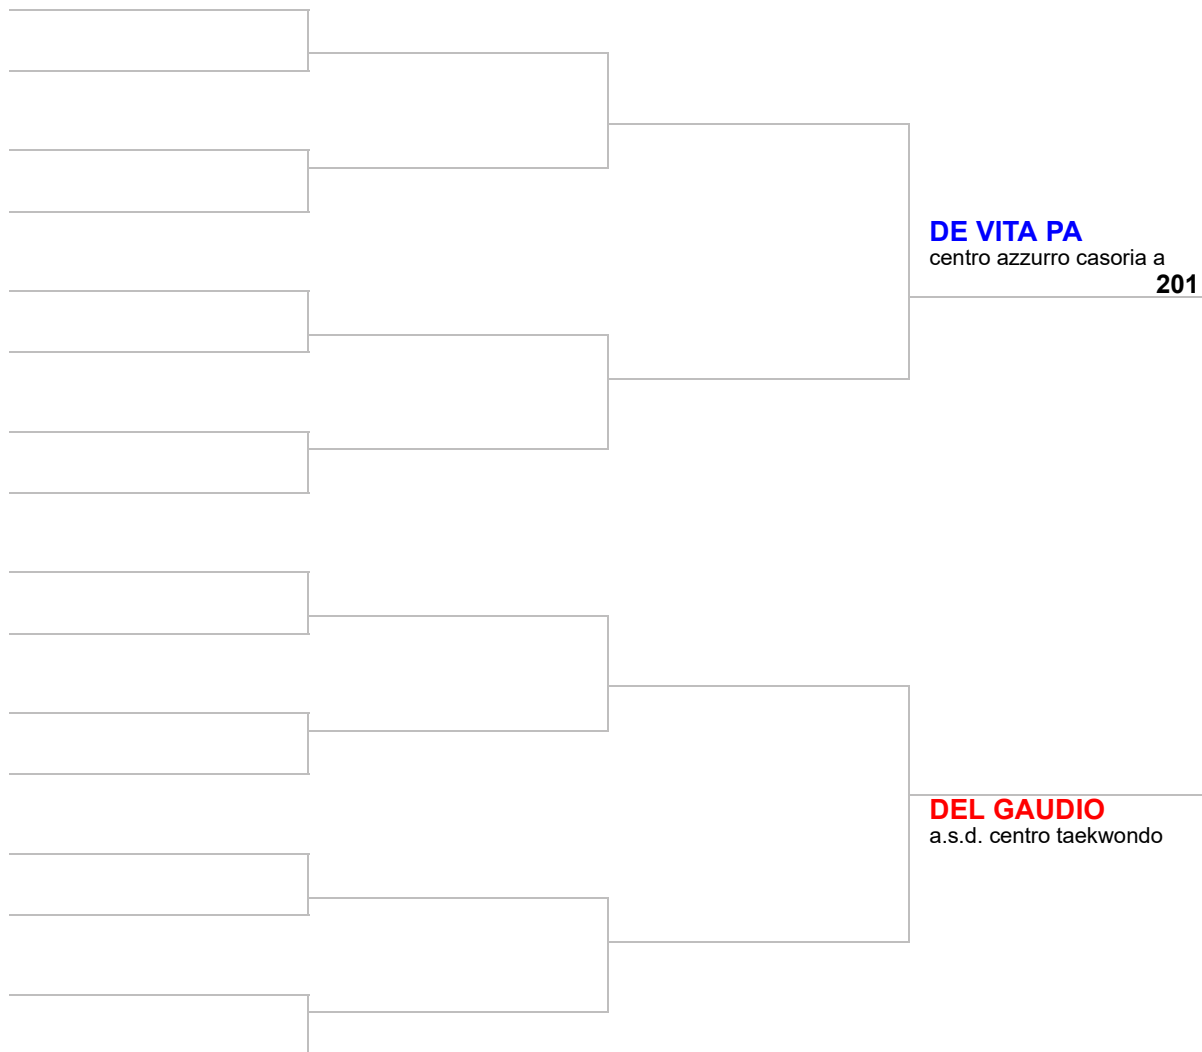 DE VITA PA
centro azzurro casoria a
201
DEL GAUDIO
a.s.d. centro taekwondo